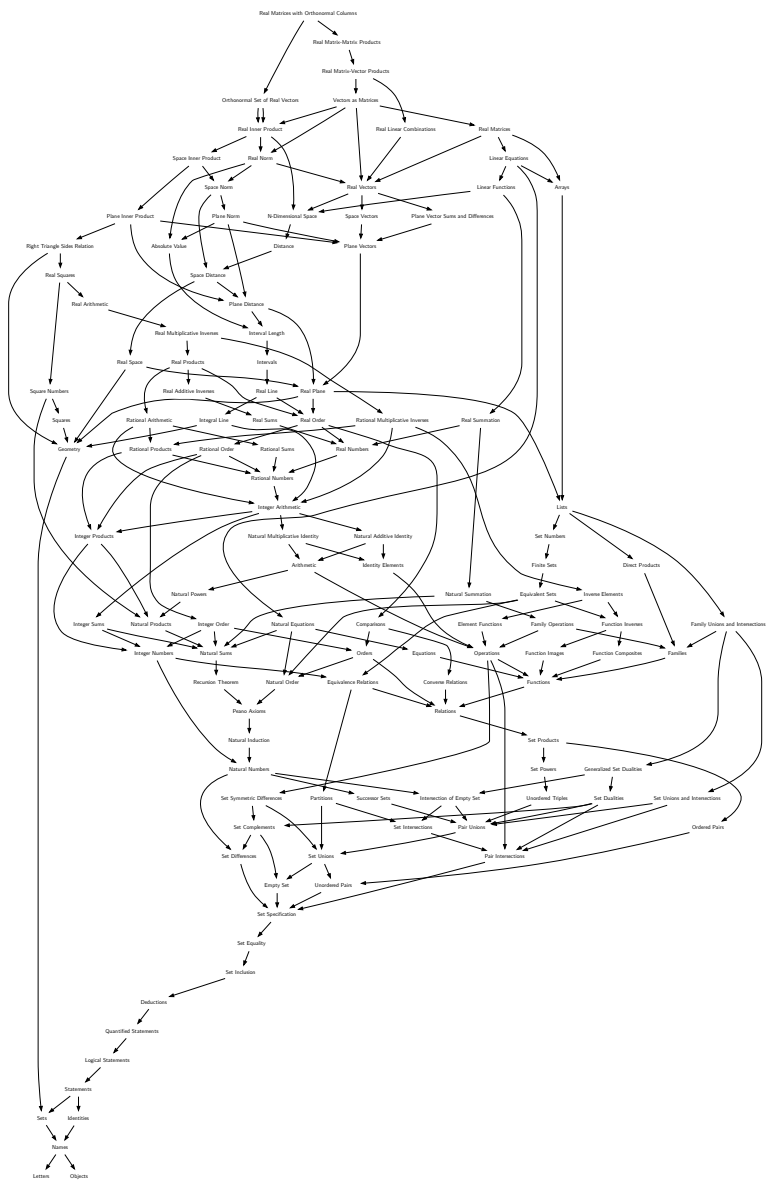 Real Matrices with Orthonormal Columns
Real Matrix-Matrix Products
Real Matrix-Vector Products
Orthonormal Set of Real Vectors Vectors as Matrices
Real Inner Product Real Linear Combinations Real Matrices
Space Inner Product Real Norm Linear Equations
Space Norm Real Vectors Linear Functions Arrays
Plane Inner Product Plane Norm N-Dimensional Space Space Vectors Plane Vector Sums and Differences
Right Triangle Sides Relation Absolute Value Distance Plane Vectors
Real Squares Space Distance
Real Arithmetic Plane Distance
Real Multiplicative Inverses Interval Length
Real Space Real Products Intervals
Square Numbers Real Additive Inverses Real Line Real Plane
Squares Rational Arithmetic Integral Line Real Sums Real Order Rational Multiplicative Inverses Real Summation
Geometry Rational Products Rational Order Rational Sums Real Numbers
Rational Numbers
Integer Arithmetic Lists
Integer Products Natural Multiplicative Identity Natural Additive Identity Set Numbers
Arithmetic Identity Elements Finite Sets Direct Products
Natural Powers Natural Summation Equivalent Sets Inverse Elements
Integer Sums Natural Products Integer Order Natural Equations Comparisons Element Functions Family Operations Function Inverses Family Unions and Intersections
Integer Numbers Natural Sums Orders Equations Operations Function Images Function Composites Families
Recursion Theorem Natural Order Equivalence Relations Converse Relations Functions
Peano Axioms Relations
Natural Induction Set Products
Natural Numbers Set Powers Generalized Set Dualities
Set Symmetric Differences Partitions Successor Sets Intersection of Empty Set Unordered Triples Set Dualities Set Unions and Intersections
Set Complements Set Intersections Pair Unions Ordered Pairs
Set Differences Set Unions Pair Intersections
Empty Set Unordered Pairs
Set Specification
Set Equality
Set Inclusion
Deductions
Quantified Statements
Logical Statements
Statements
Sets Identities
Names
Letters Objects